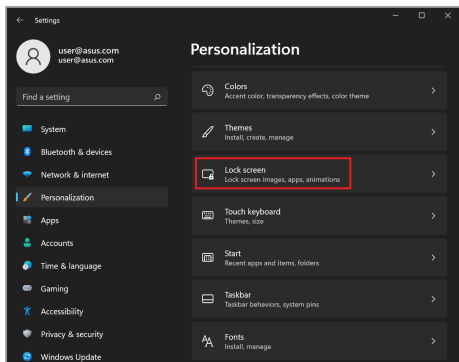 Settings
user@asus.com
user@asus.com
Find a setting
System
Bluetooth & devices
Network & internet
Personalization
Apps
Accounts
Time & language
Gaming
Accessibility
Privacy & security
Windows Update
Personalization
Colors
Accent color, transparency effects, color theme
Themes
Install, create, manage
Lock screen
Lock screen images, apps, animations
Touch keyboard
Themes, size
Start
Recent apps and items, folders
Taskbar
Taskbar behaviors, system pins
Fonts
Install, manage